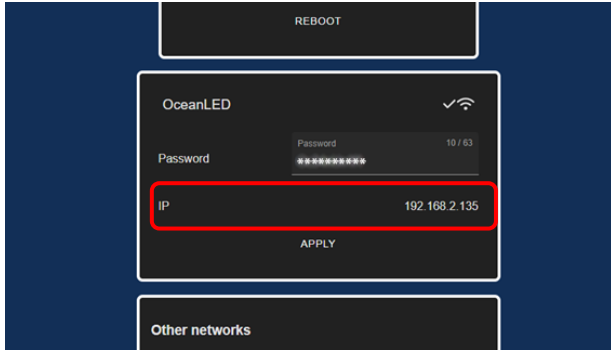 REBOOT
OceanLED
Password 10 / 63
Password **********
IP 192.168.2.135
APPLY
Other networks